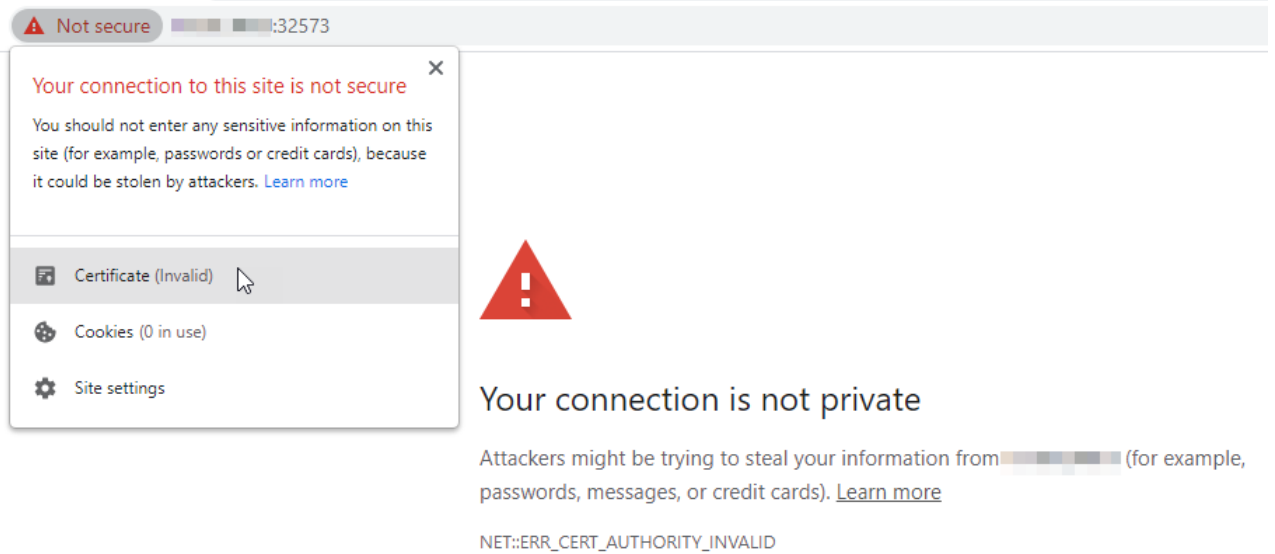 Not secure :32573
Your connection to this site is not secure
You should not enter any sensitive information on this
site (for example, passwords or credit cards), because
it could be stolen by attackers. Learn more
Certificate (Invalid)
Cookies (0 in use)
Site settings
Your connection is not private
Attackers might be trying to steal your information from (for example,
passwords, messages, or credit cards). Learn more
NET::ERR_CERT_AUTHORITY_INVALID